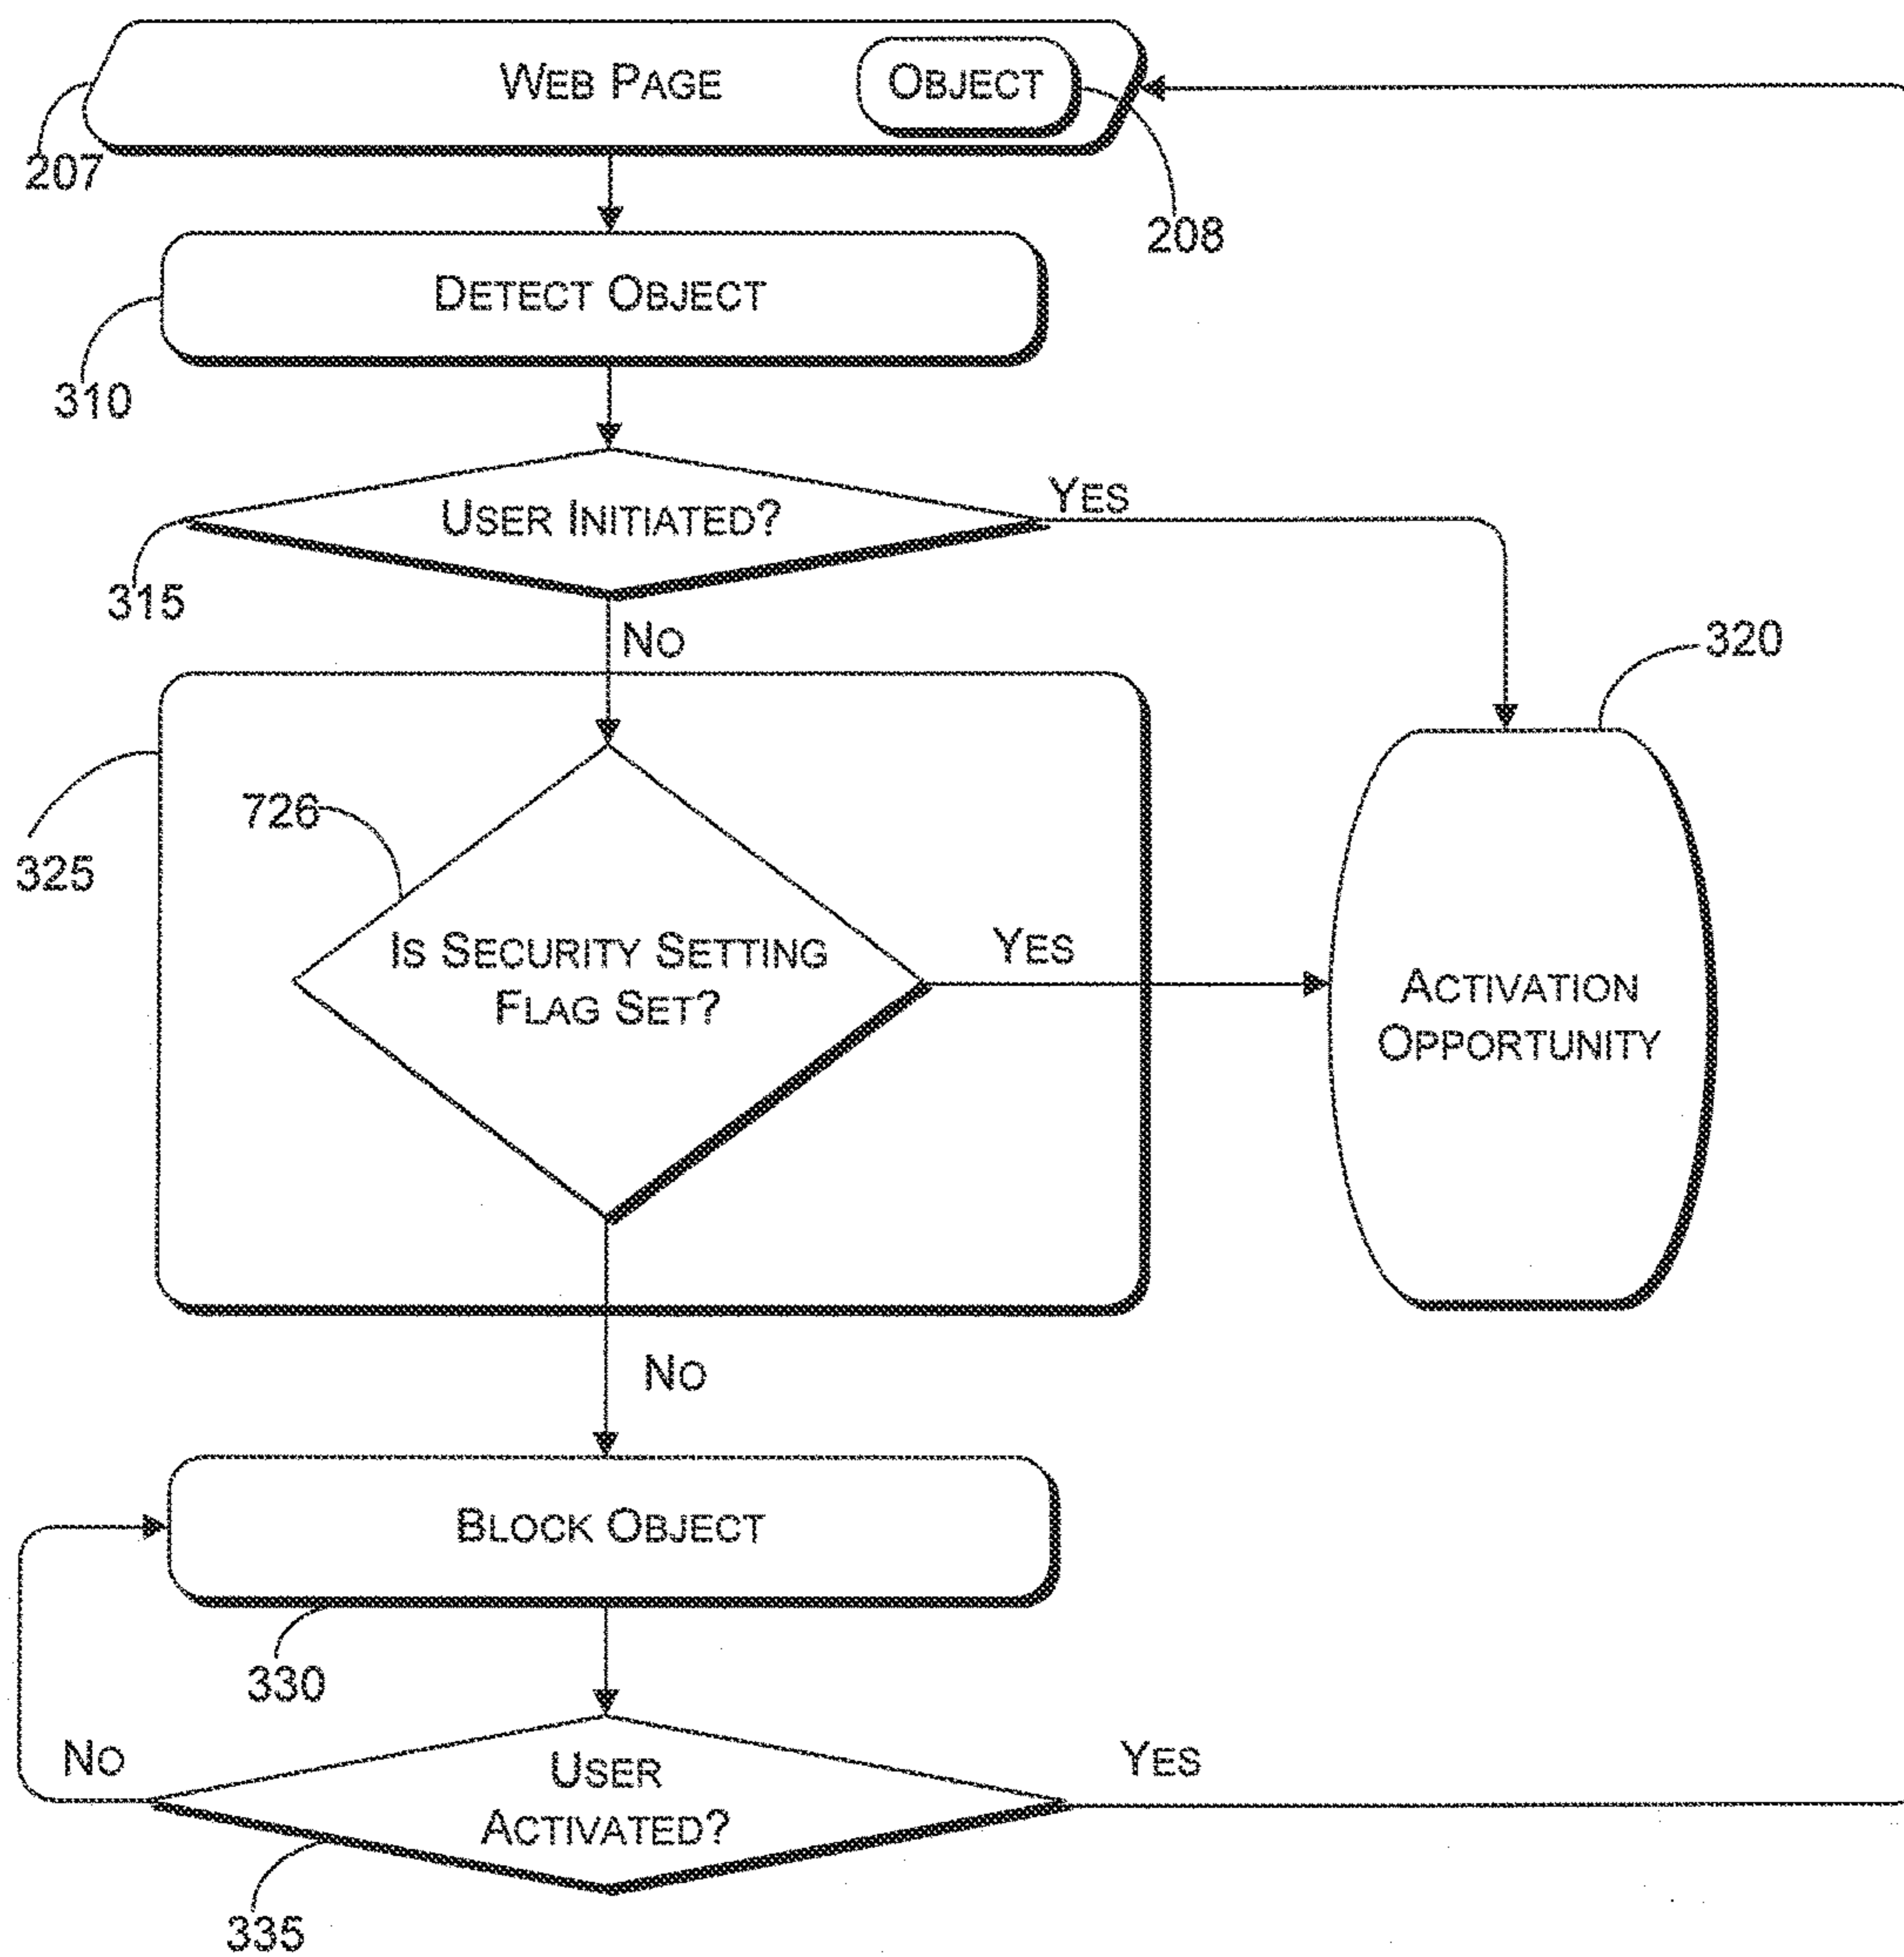 WEB PAGE
OBJECT
207
208
DETECT OBJECT
310
USER INITIATED?
YES
315
NO
320
325
726
IS SECURITY SETTING
FLAG SET?
YES
ACTIVATION
OPPORTUNITY
NO
BLOCK OBJECT
330
NO
USER
ACTIVATED?
YES
335